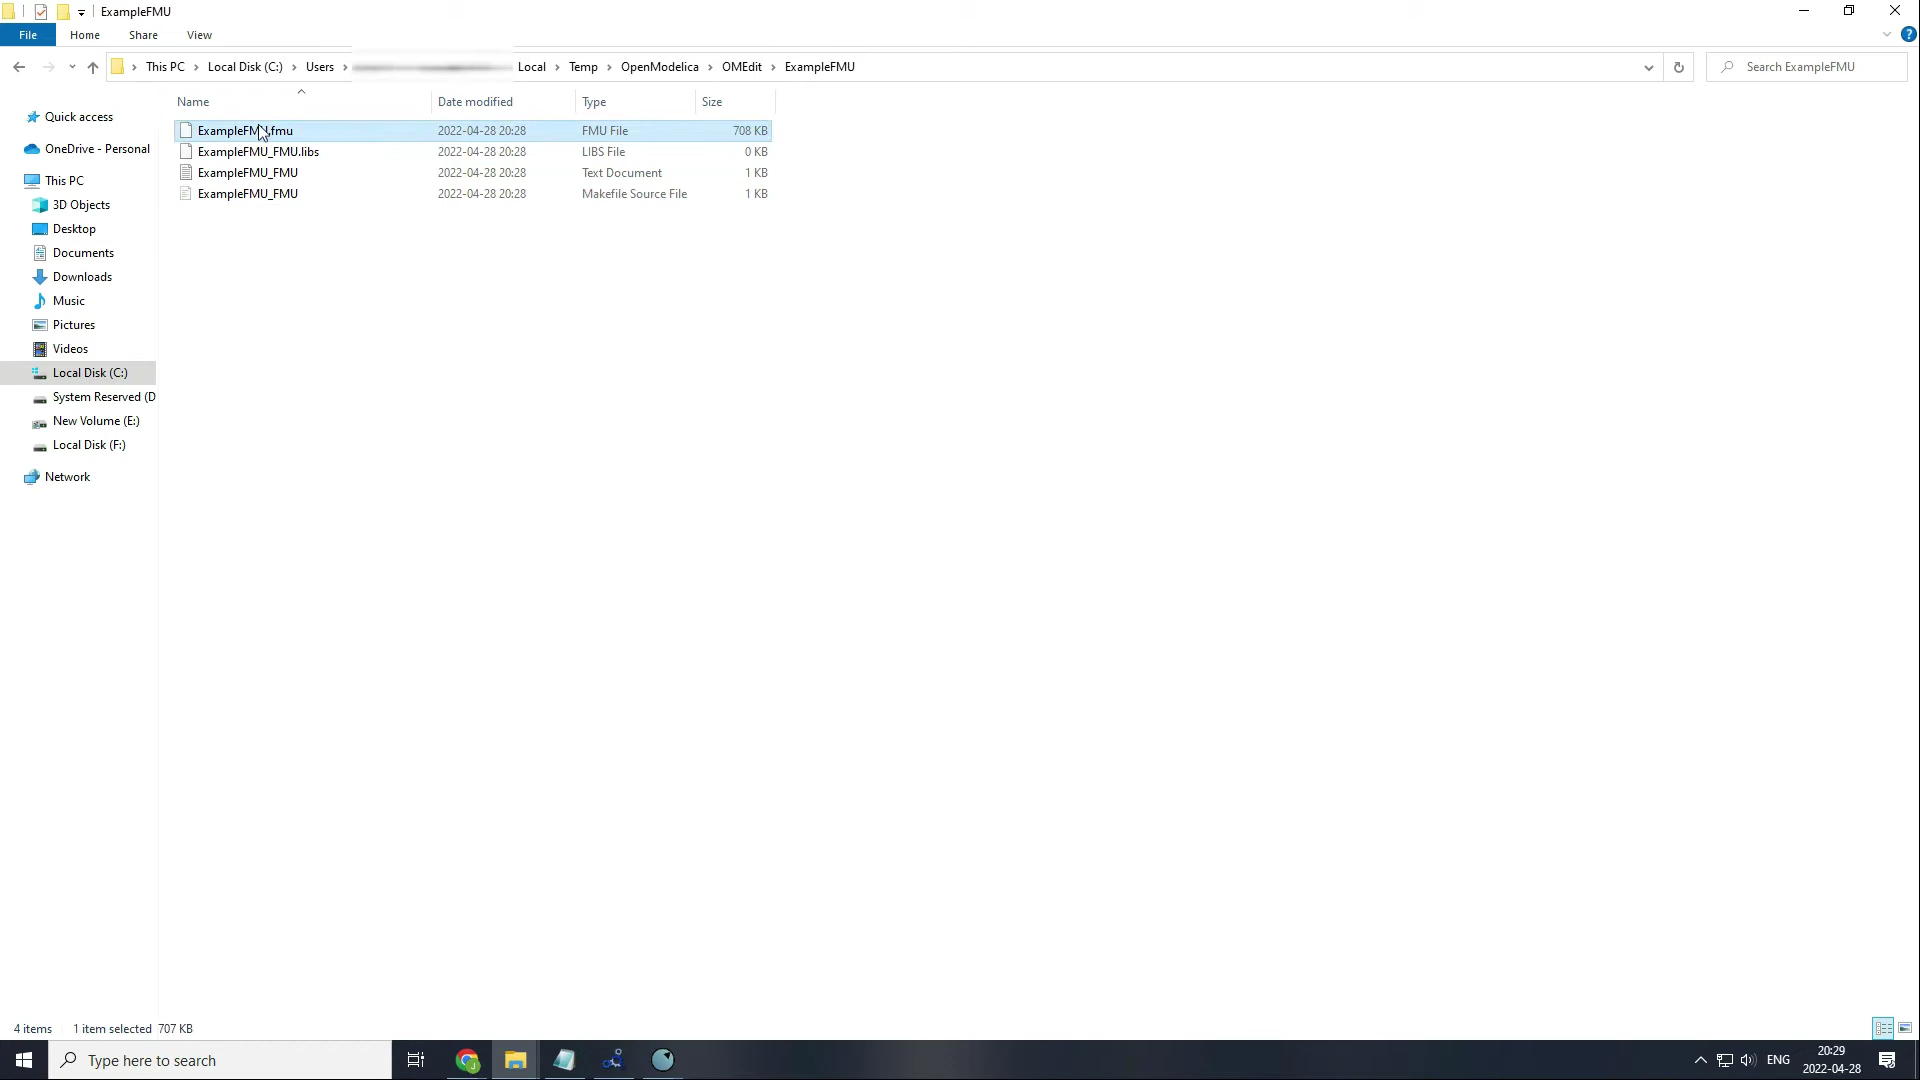 ExampleFMU
File Home Share View
This PC Local Disk (C:) Users Local Temp OpenModelica OMEdit ExampleFMU Search ExampleFMU
Name Date modified Type Size
ExampleFMU.fmu 2022-04-28 20:28 FMU File 708 KB
ExampleFMU_FMU.libs 2022-04-28 20:28 LIBS File 0 KB
ExampleFMU_FMU 2022-04-28 20:28 Text Document 1 KB
ExampleFMU_FMU 2022-04-28 20:28 Makefile Source File 1 KB
Quick access
OneDrive - Personal
This PC
3D Objects
Desktop
Documents
Downloads
Music
Pictures
Videos
Local Disk (C:)
System Reserved (D
New Volume (E:)
Local Disk (F:)
Network
4 items 1 item selected 707 KB
Type here to search
ENG
20:29
2022-04-28